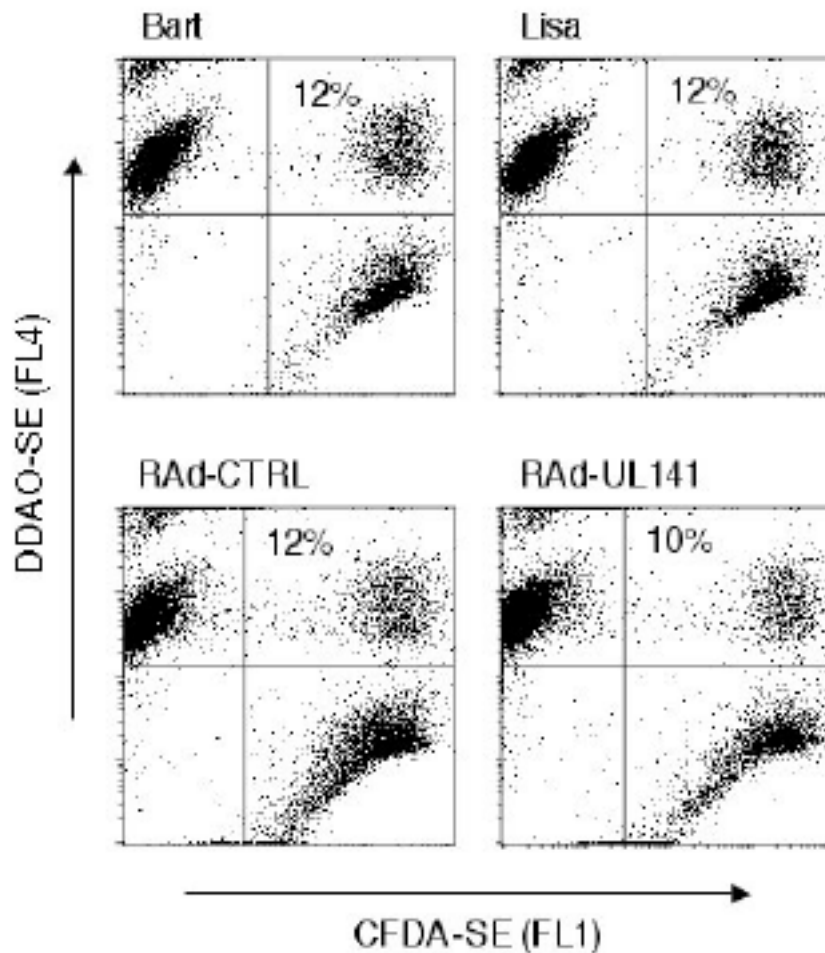 Bart
Lisa
12%
12%
RAd-CTRL
RAd-UL141
12%
10%
DDAO-SE (FL4)
CFDA-SE (FL1)